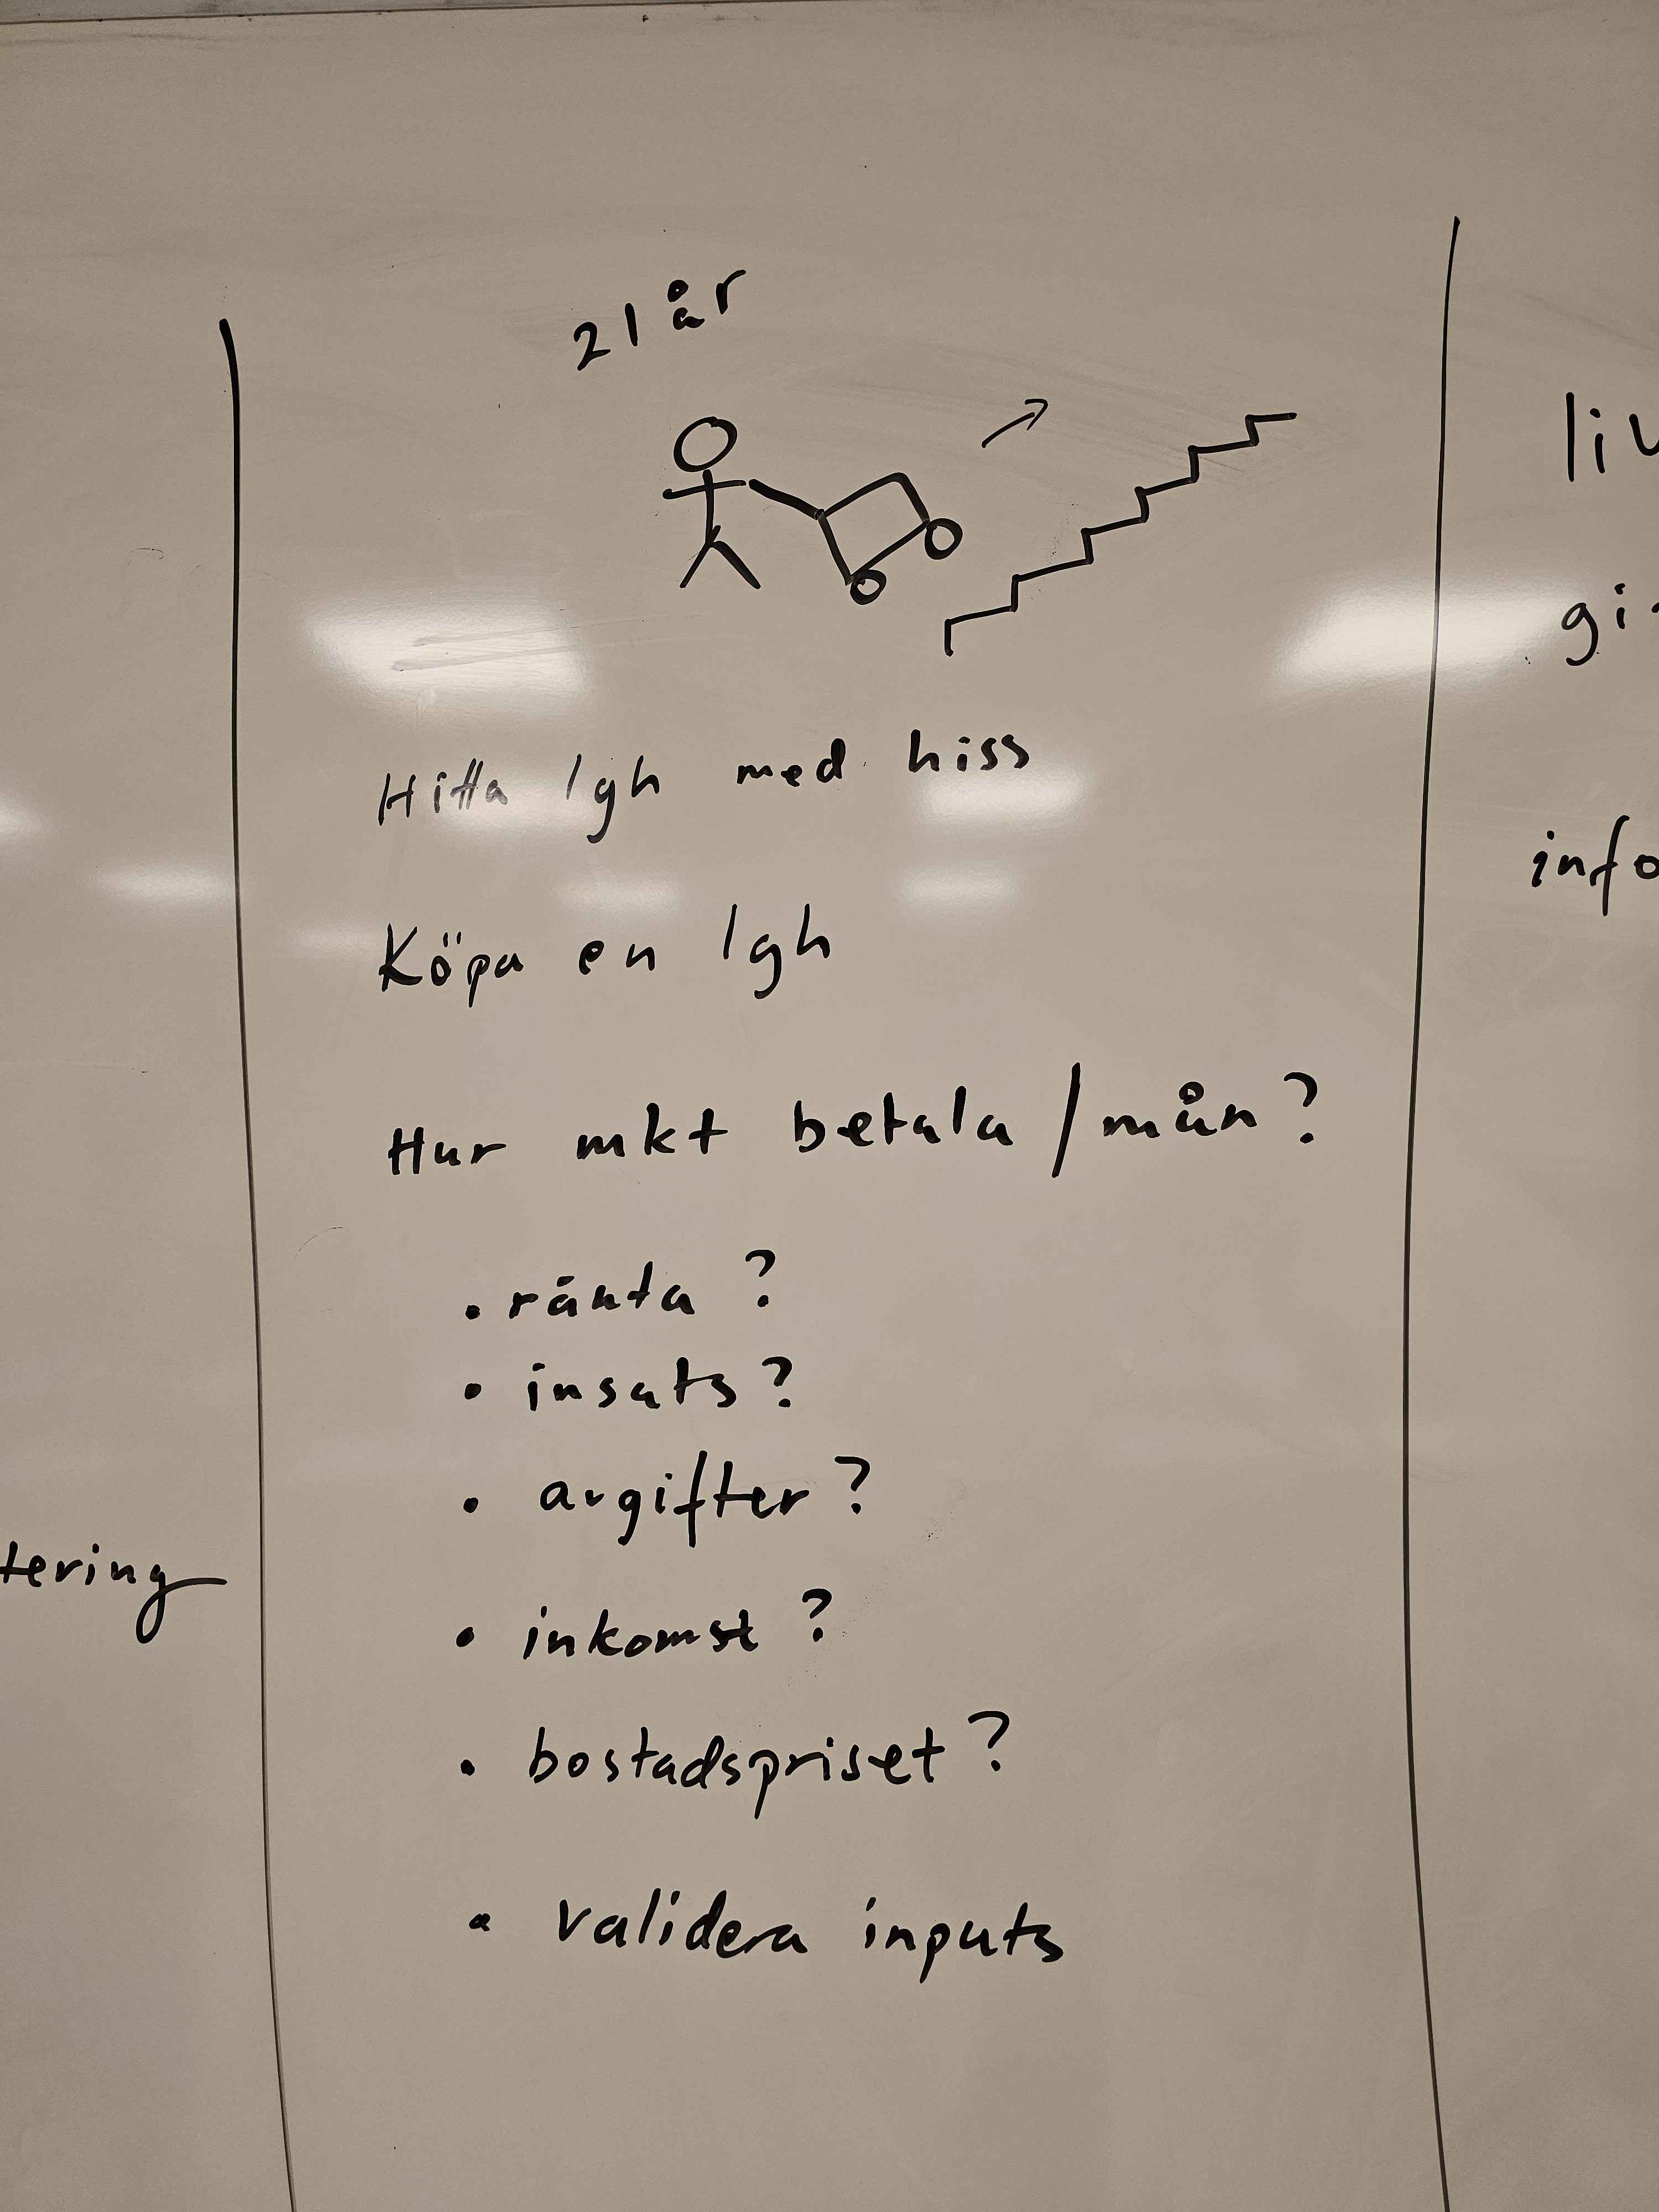 21 år
Hitta lgh med hiss
Köpa en lgh
Hur mkt betala / mån?
• ränta ?
• insats ?
• avgifter ?
tering
• inkomst ?
• bostadspriset ?
• validera inputs
li
gi
info